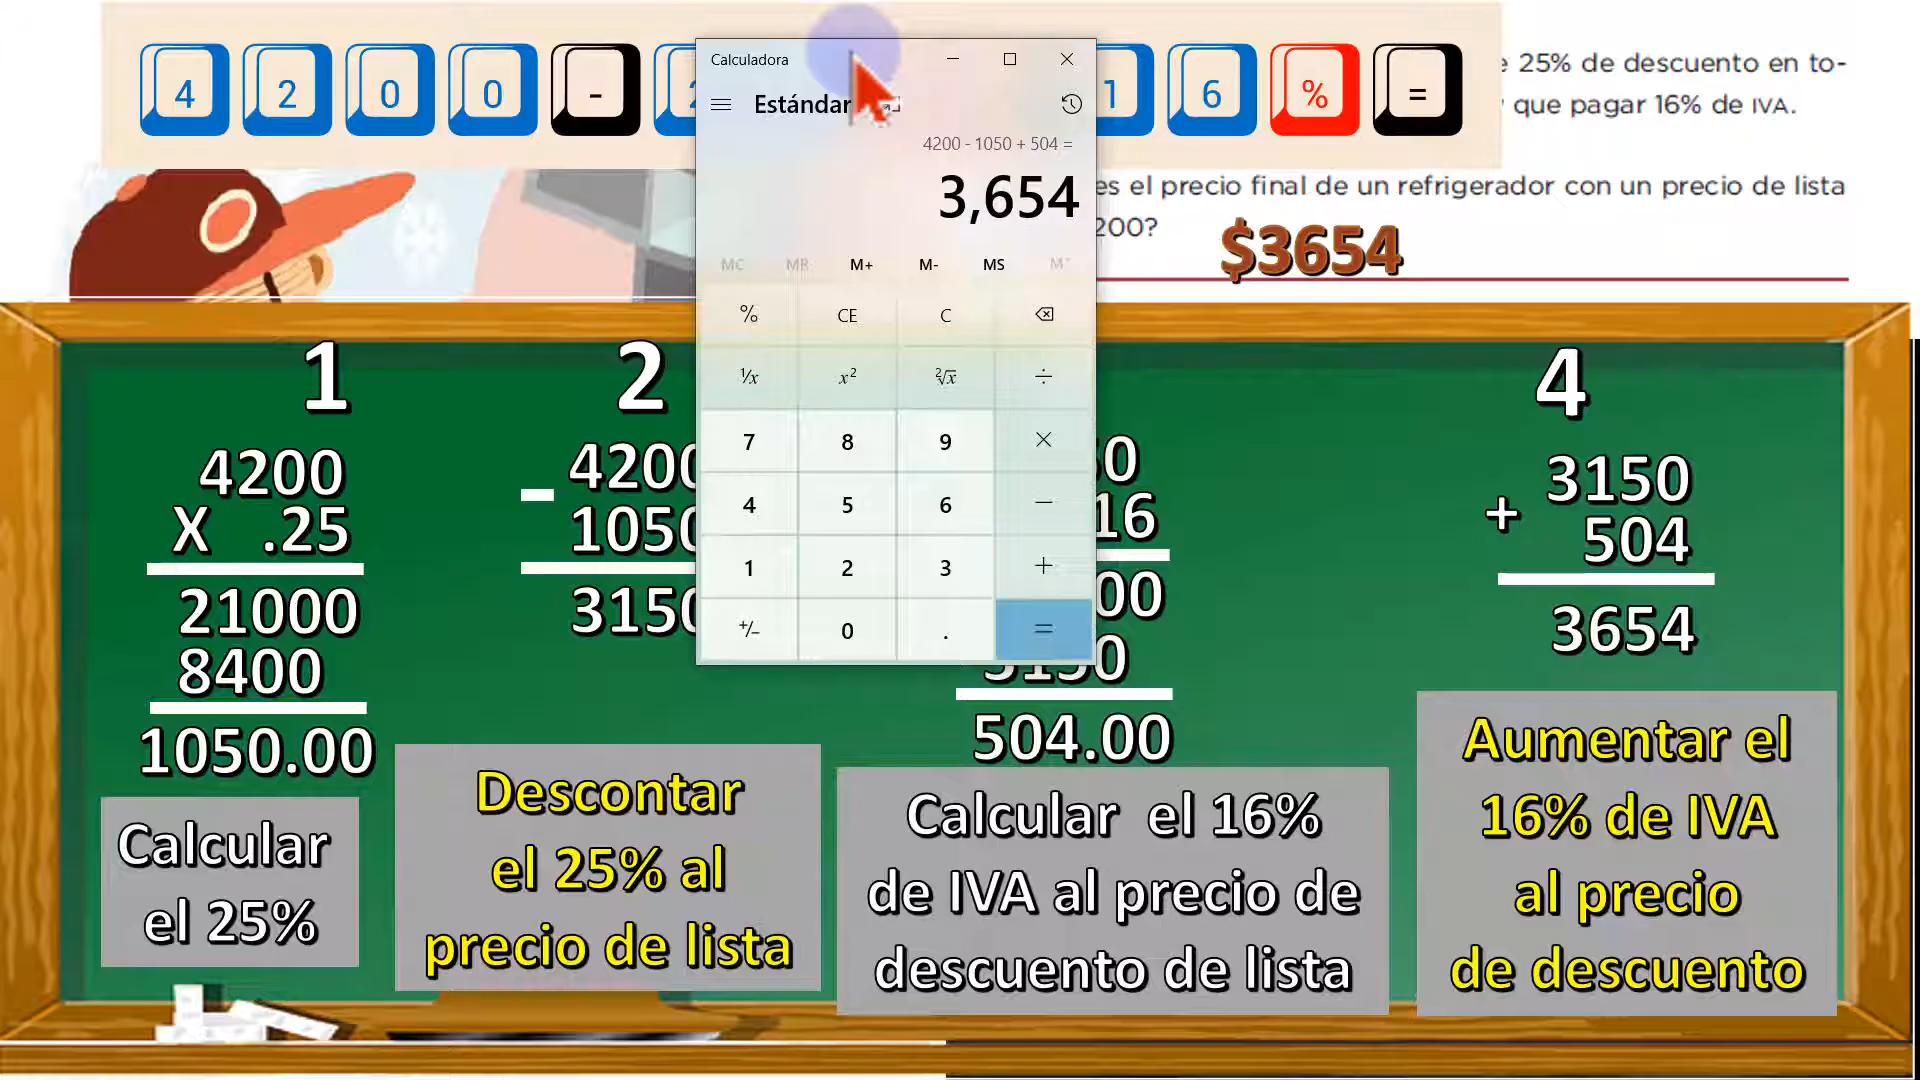 4 2 0 0 - 2 1 6 % =
25% de descuento en to-
que pagar 16% de IVA.
es el precio final de un refrigerador con un precio de lista
200?
$3654
Calculadora
Estándar
4200 - 1050 + 504 =
3,654
MC MR M+ M- MS M˅
% CE C
¹/x x² ²√x ÷
7 8 9 ×
4 5 6 −
1 2 3 +
+/− 0 . =
1
4200
X .25
21000
8400
1050.00
Calcular
el 25%
2
- 4200
1050
3150
Descontar
el 25% al
precio de lista
50
16
00
3150
504.00
Calcular el 16%
de IVA al precio de
descuento de lista
4
3150
+ 504
3654
Aumentar el
16% de IVA
al precio
de descuento